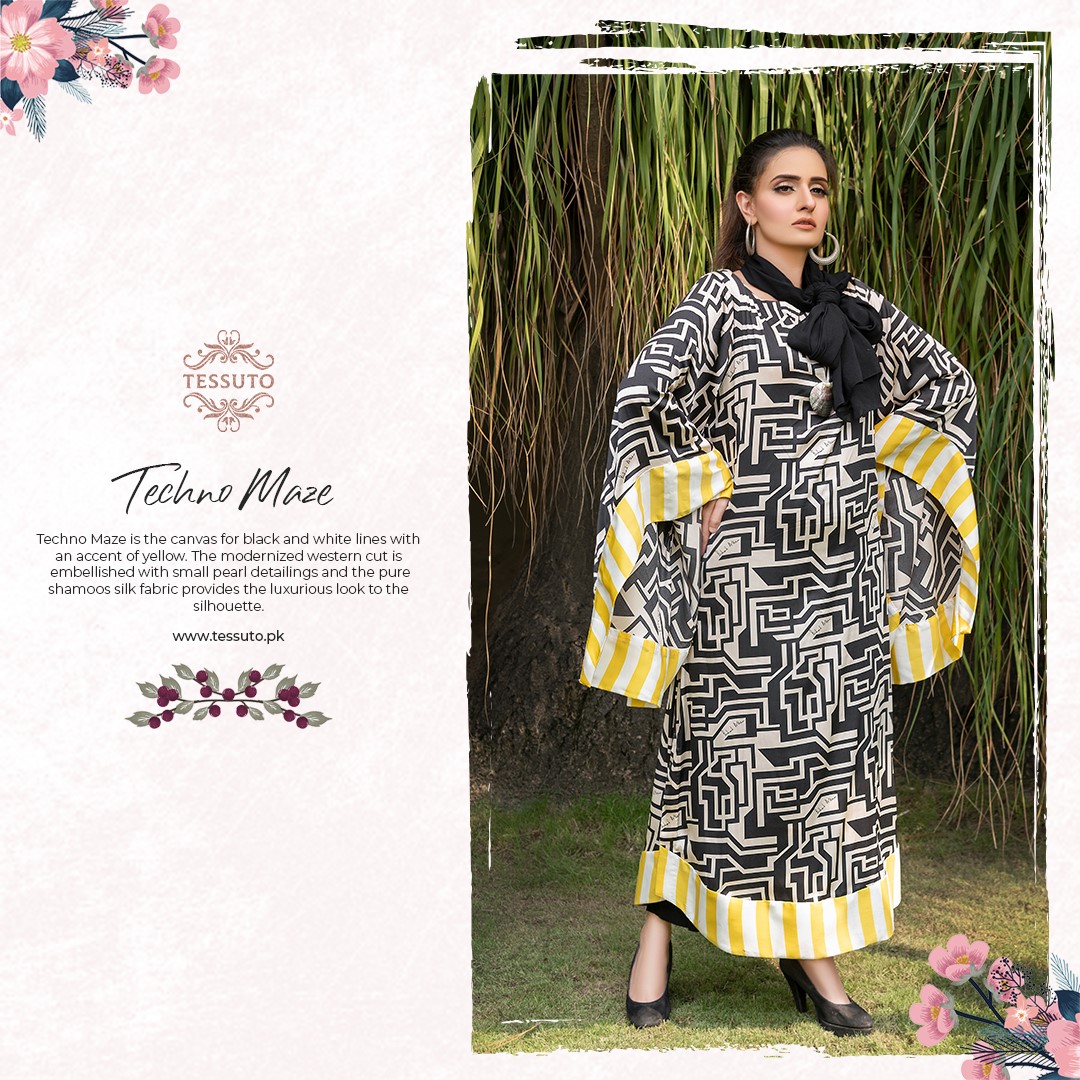 TESSUTO
Techno Maze
Techno Maze is the canvas for black and white lines with
an accent of yellow. The modernized western cut is
embellished with small pearl detailings and the pure
shamoos silk fabric provides the luxurious look to the
silhouette.
www.tessuto.pk